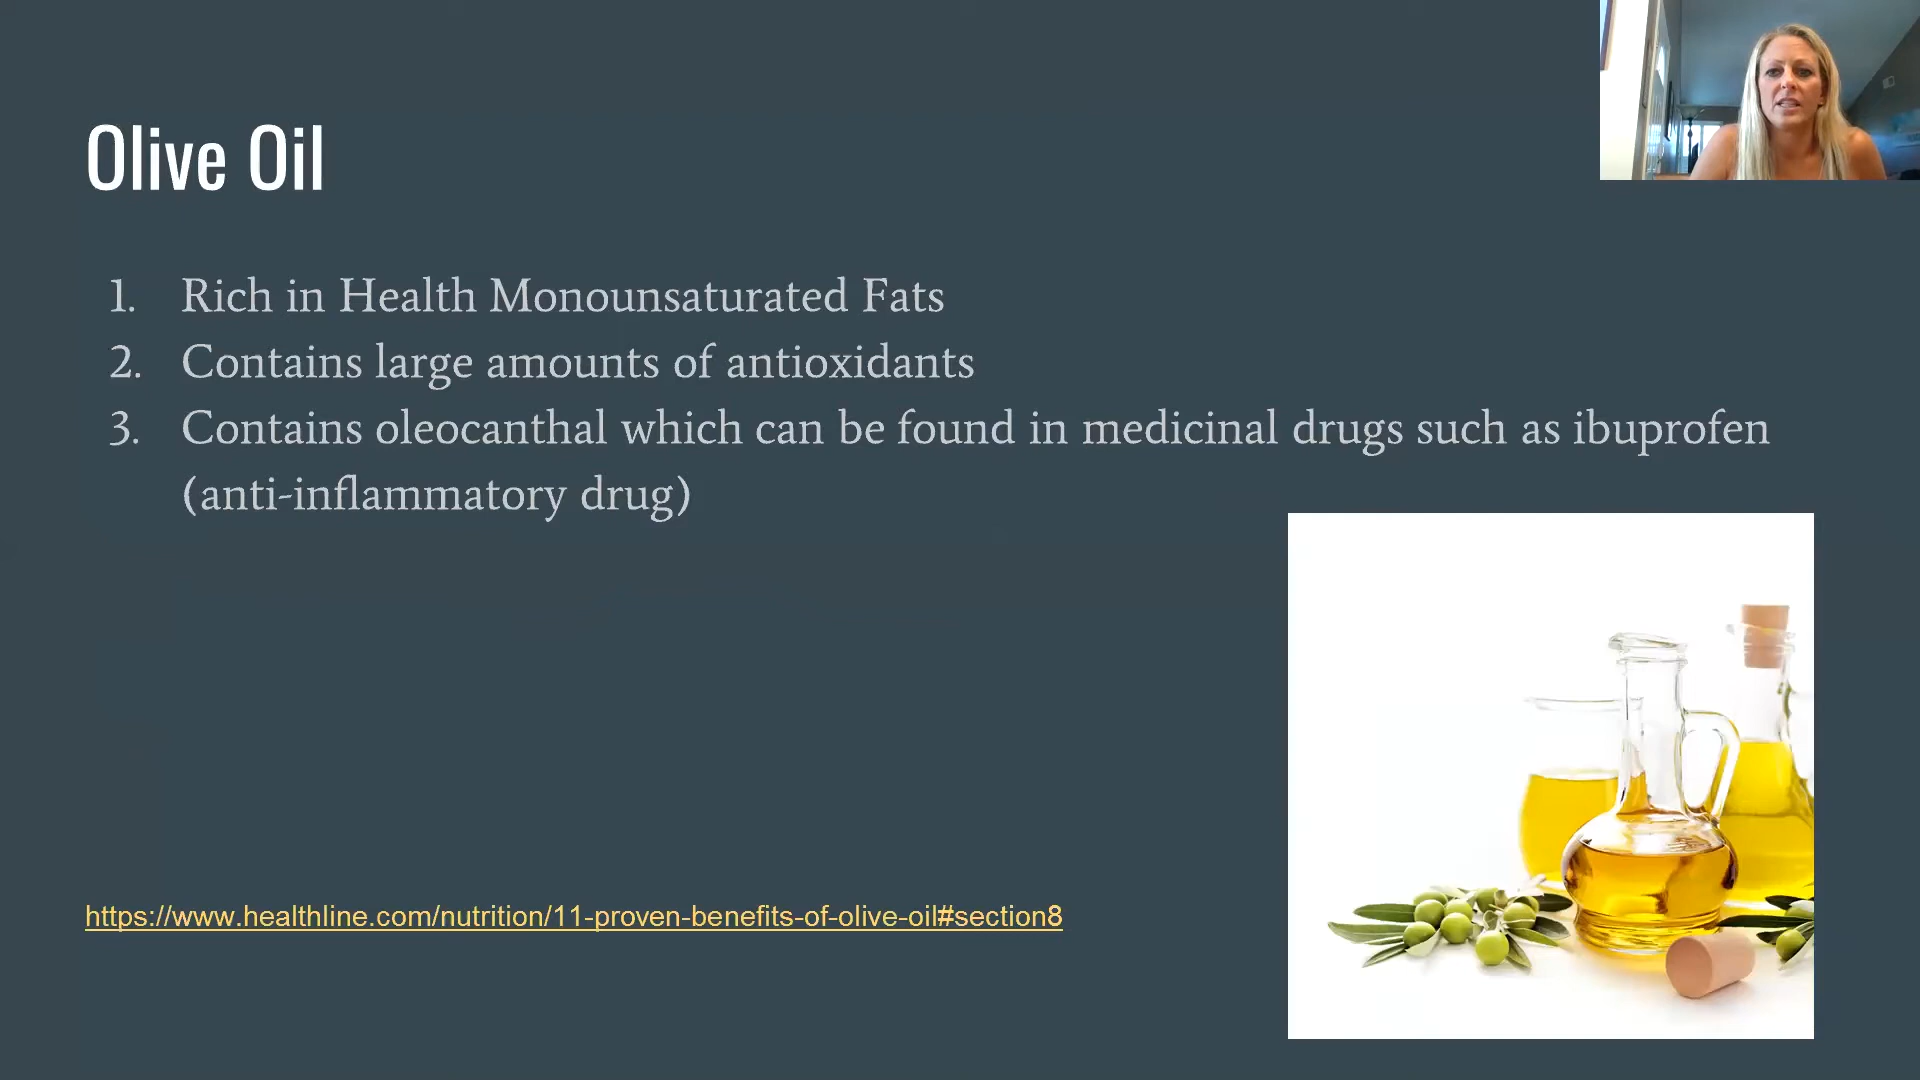 Olive Oil
1. Rich in Health Monounsaturated Fats
2. Contains large amounts of antioxidants
3. Contains oleocanthal which can be found in medicinal drugs such as ibuprofen
(anti-inflammatory drug)
https://www.healthline.com/nutrition/11-proven-benefits-of-olive-oil#section8